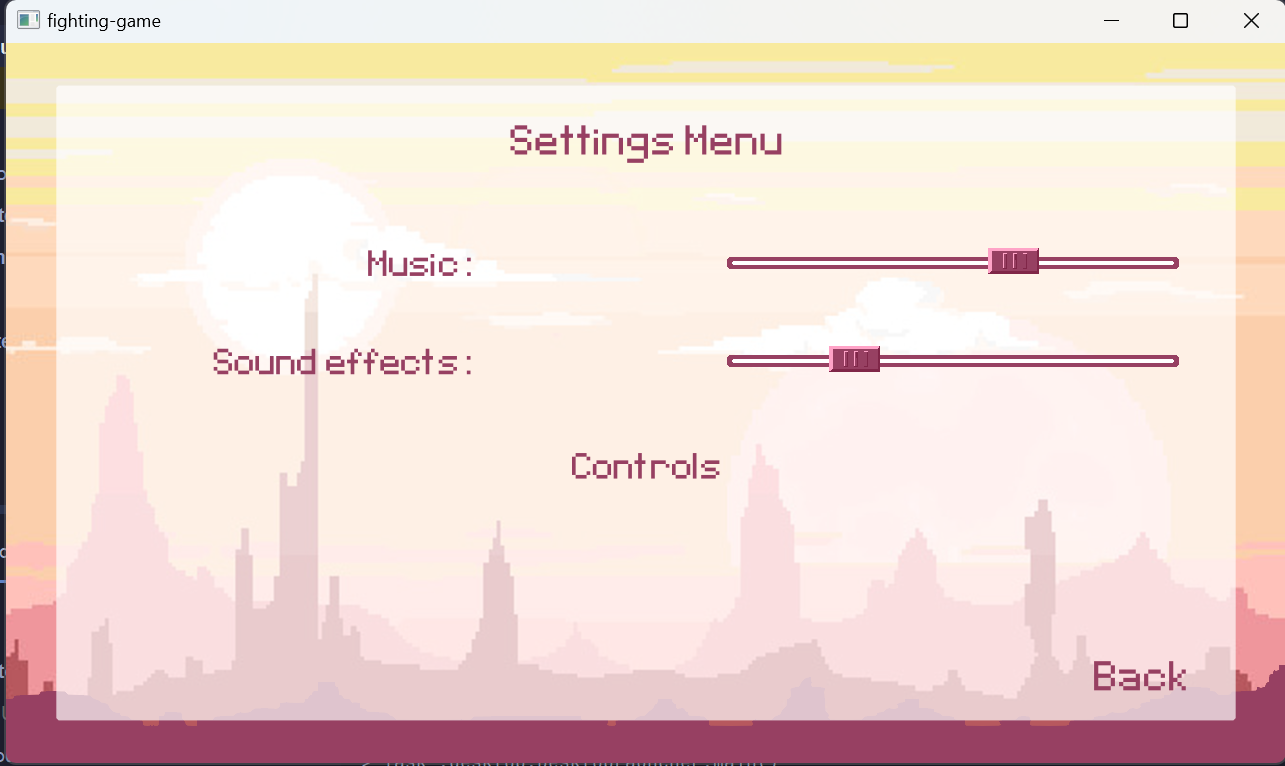 fighting-game
Settings Menu
Music :
Sound effects :
Controls
Back